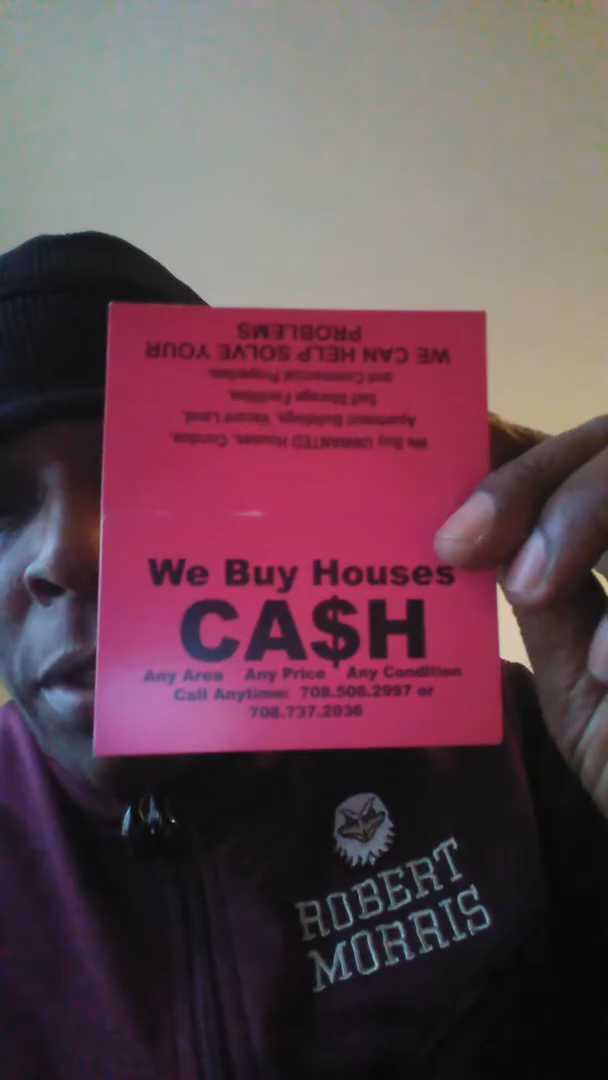 WE CAN HELP SOLVE YOUR
PROBLEMS
We Buy UNWANTED Houses, Condos,
Apartment Buildings, Vacant Land,
Self Storage Facilities,
and Commercial Properties.
We Buy Houses
CA$H
Any Area Any Price Any Condition
Call Anytime: 708.506.2997 or
708.737.2036
ROBERT
MORRIS